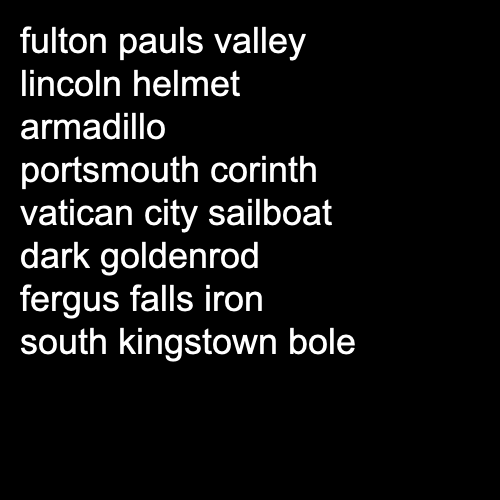 fulton pauls valley
lincoln helmet
armadillo
portsmouth corinth
vatican city sailboat
dark goldenrod
fergus falls iron
south kingstown bole